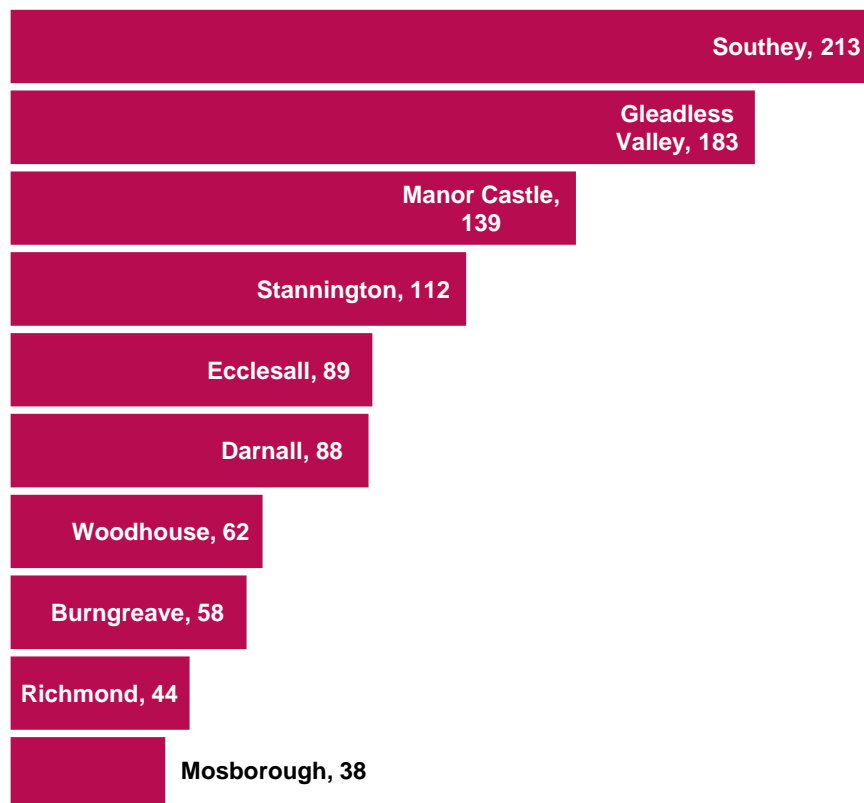 Southey, 213
Gleadless
Valley, 183
Manor Castle,
139
Stannington, 112
Ecclesall, 89
Darnall, 88
Woodhouse, 62
Burngreave, 58
Richmond, 44
Mosborough, 38